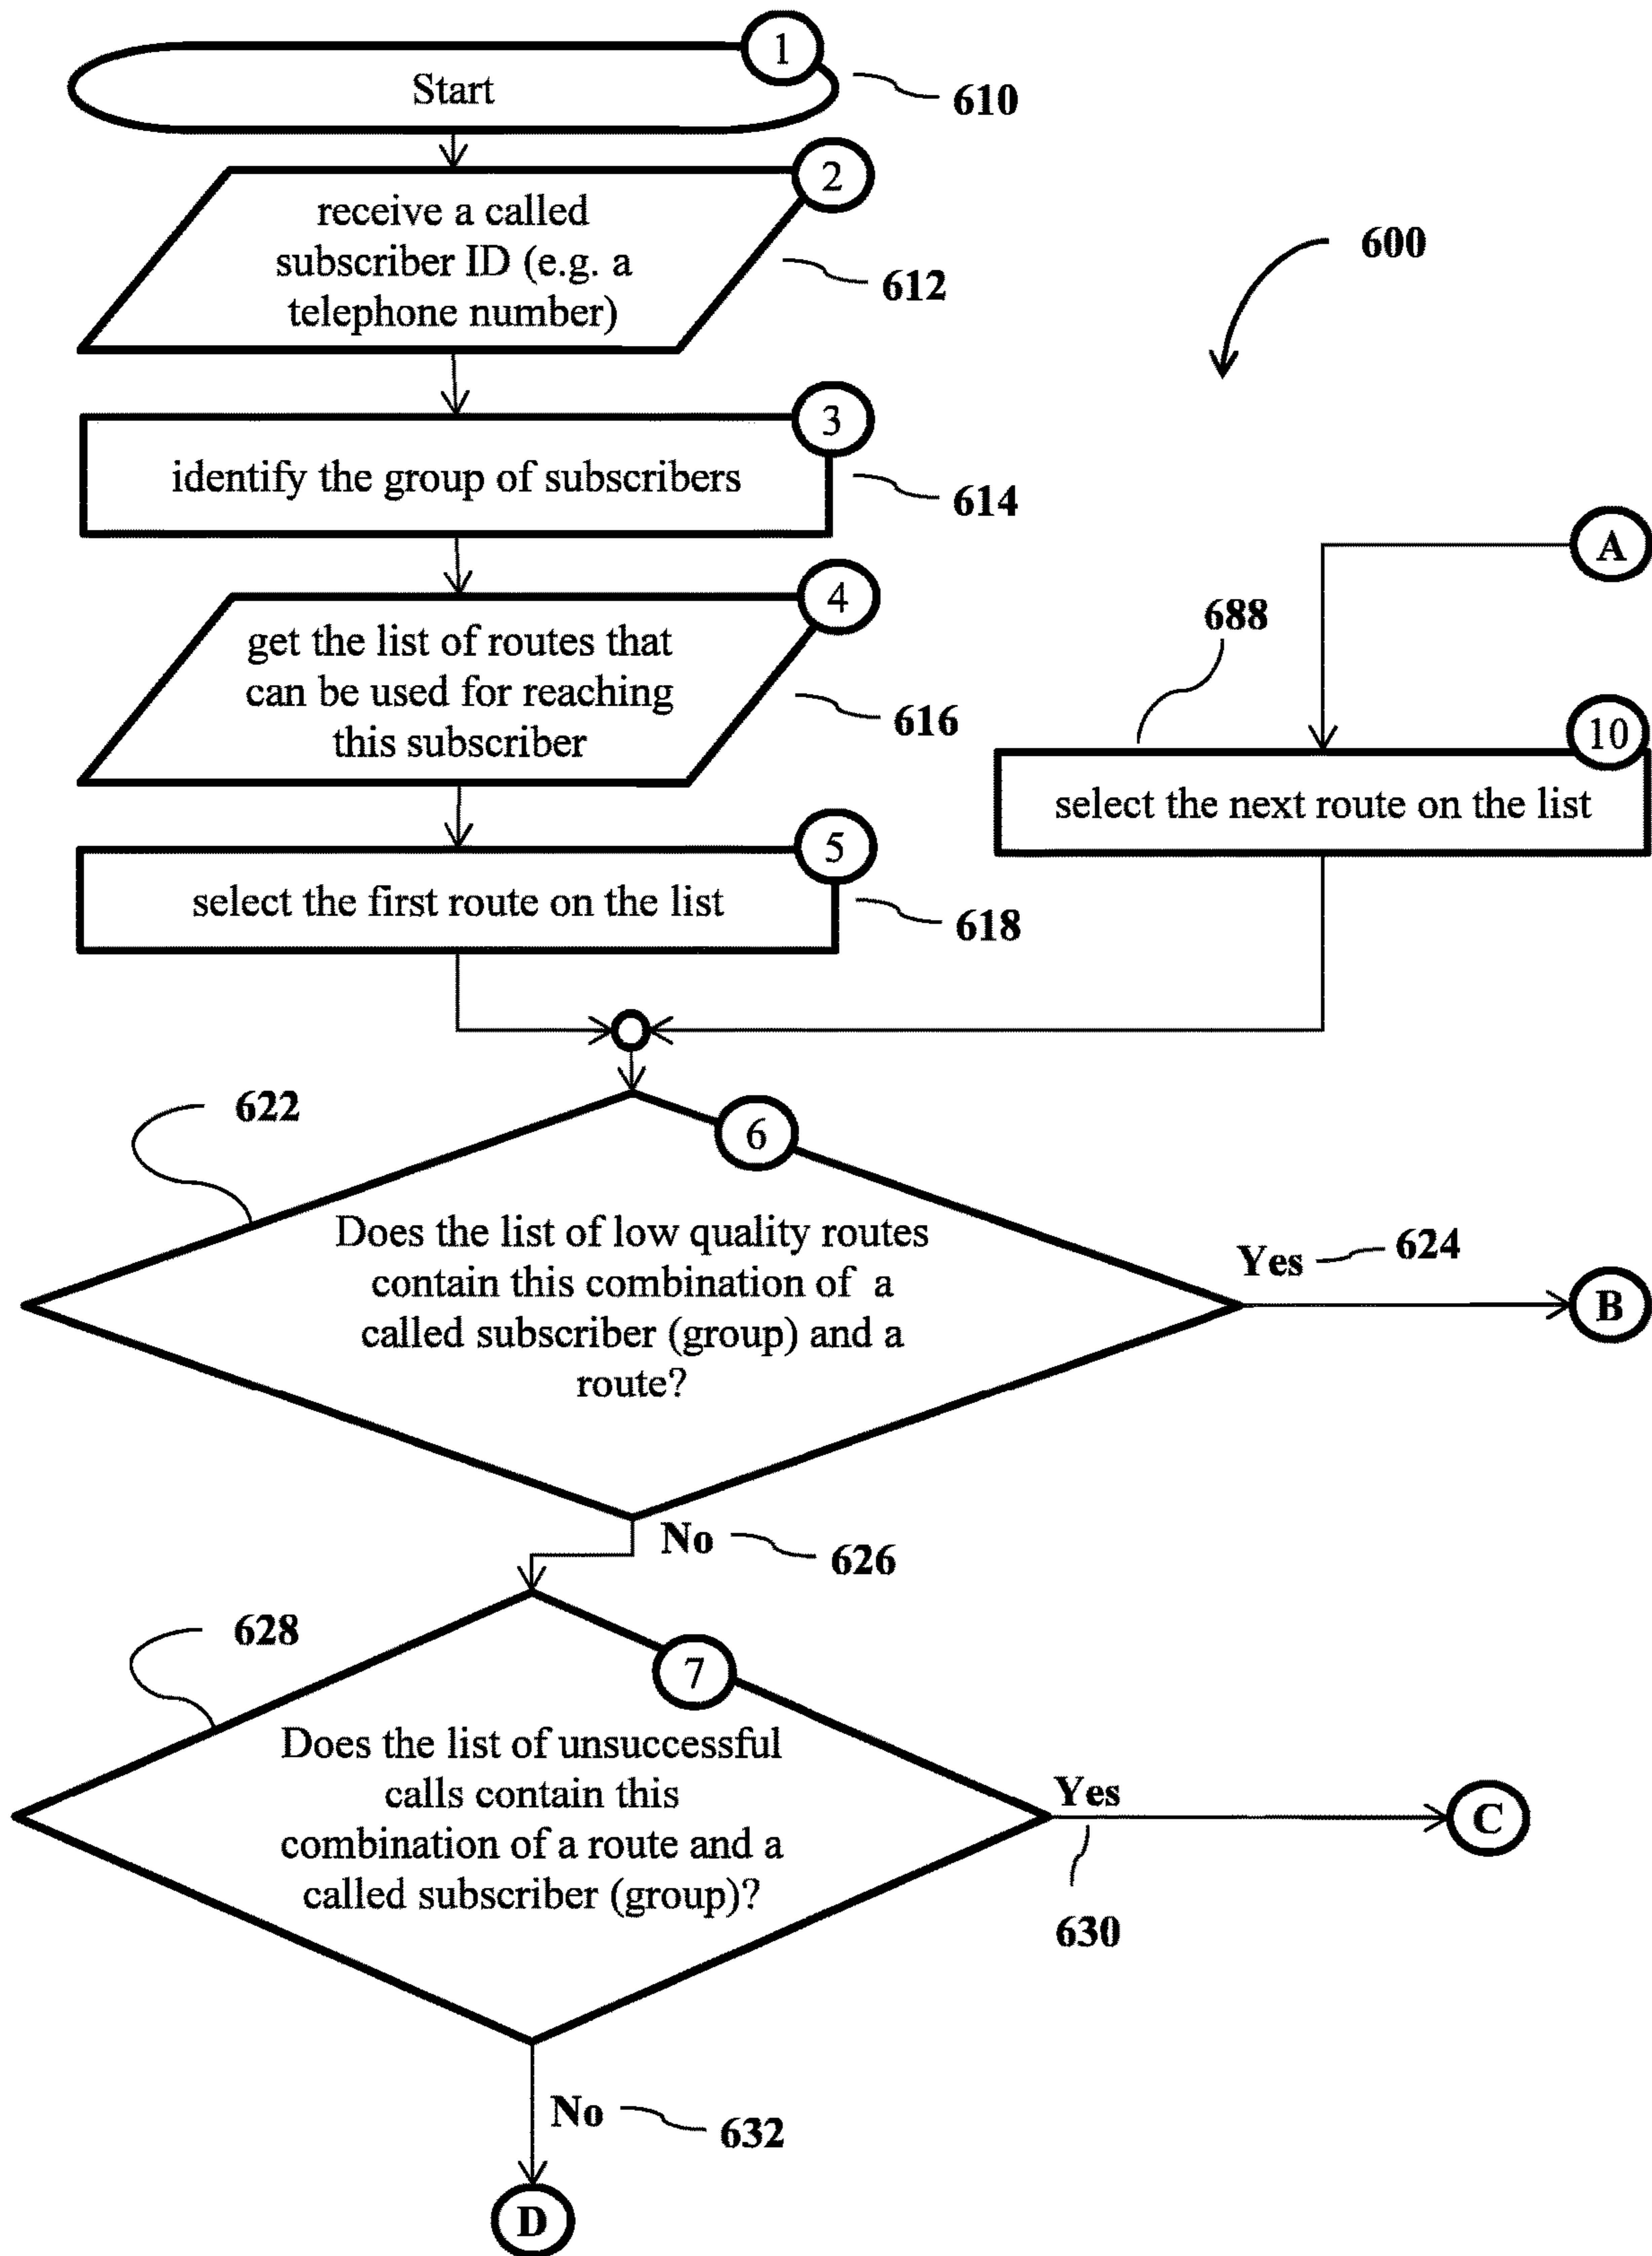 1
Start
610
2
receive a called
subscriber ID (e.g. a
telephone number)
612
600
3
identify the group of subscribers
614
A
4
get the list of routes that
can be used for reaching
this subscriber
616
688
10
select the next route on the list
5
select the first route on the list
618
622
6
Does the list of low quality routes
contain this combination of a
called subscriber (group) and a
route?
Yes
624
B
No
626
628
7
Does the list of unsuccessful
calls contain this
combination of a route and a
called subscriber (group)?
Yes
630
C
No
632
D